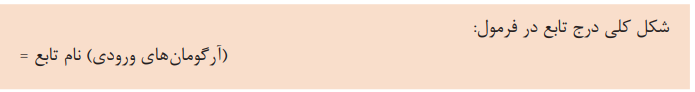 شکل کلی درج تابع در فرمول:
(آرگومان‌های ورودی) نام تابع =